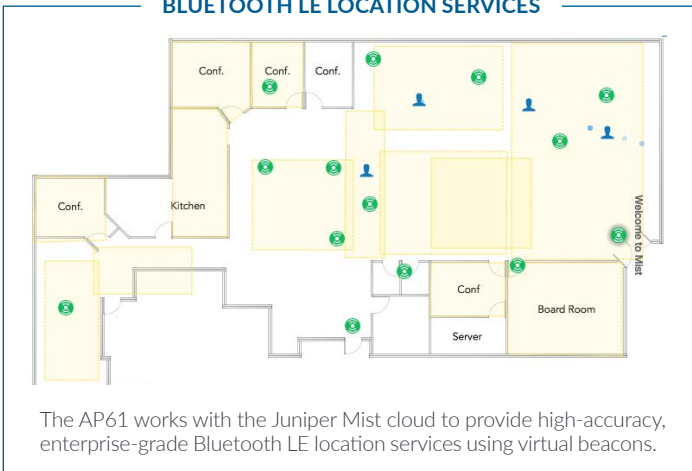 BLUETOOTH LE LOCATION SERVICES
Conf.
Conf.
Conf.
Conf.
Kitchen
Welcome to Mist
Conf
Board Room
Server
The AP61 works with the Juniper Mist cloud to provide high-accuracy,
enterprise-grade Bluetooth LE location services using virtual beacons.